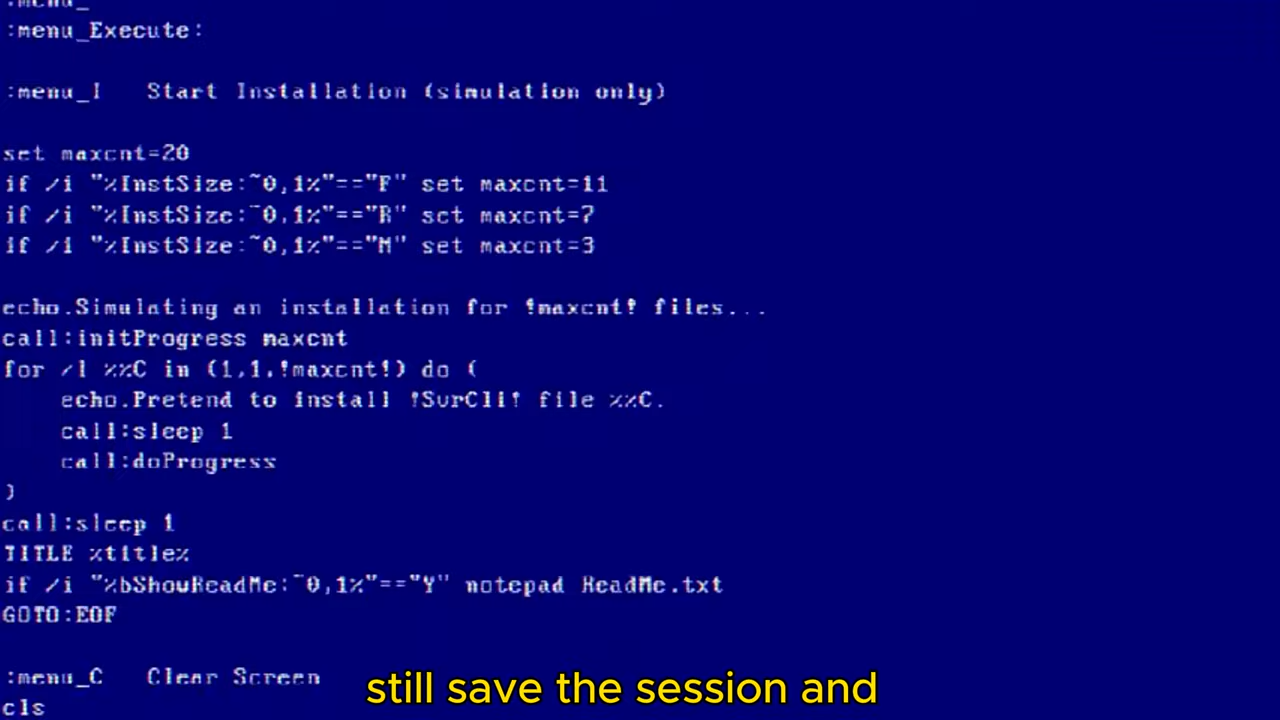 :menu_
:menu_Execute:
:menu_I   Start Installation (simulation only)
set maxcnt=20
if /i "%InstSize:~0,1%"=="F" set maxcnt=11
if /i "%InstSize:~0,1%"=="R" set maxcnt=7
if /i "%InstSize:~0,1%"=="M" set maxcnt=3
echo.Simulating an installation for !maxcnt! files...
call:initProgress maxcnt
for /l %%C in (1,1,!maxcnt!) do (
    echo.Pretend to install !SurCli! file %%C.
    call:sleep 1
    call:doProgress
)
call:sleep 1
TITLE %title%
if /i "%bShowReadMe:~0,1%"=="Y" notepad ReadMe.txt
GOTO:EOF
:menu_C   Clear Screen
cls
still save the session and